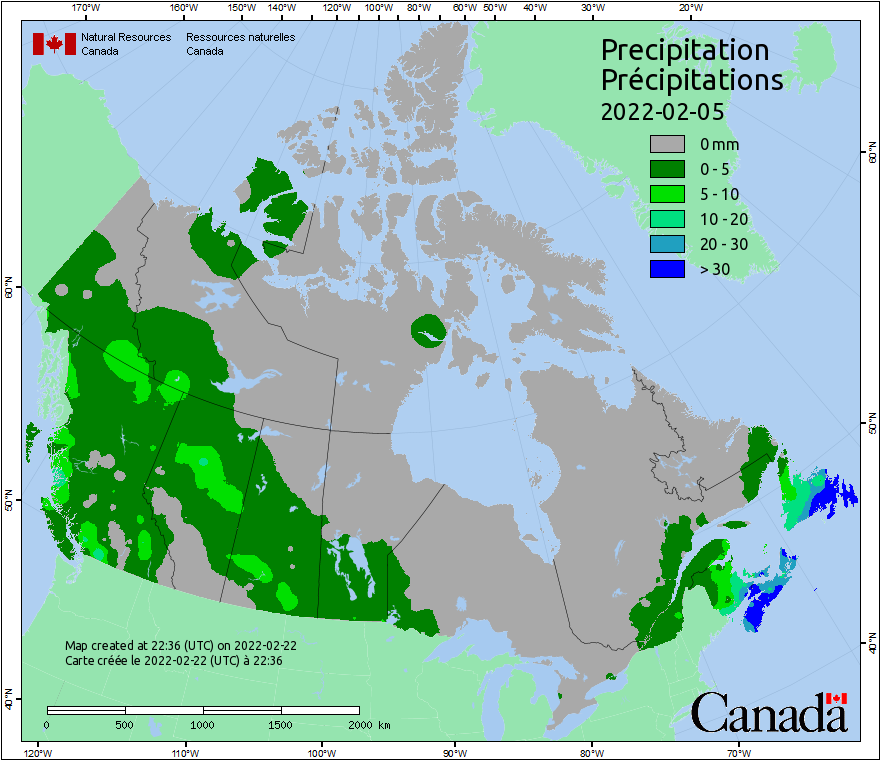 170°W 160°W 150°W 140°W 130°W 120°W 110°W 100°W 90°W 80°W 60°W 50°W 40°W 30°W 20°W
Natural Resources Canada
Ressources naturelles Canada
Precipitation
Précipitations
2022-02-05
0 mm
0 - 5
5 - 10
10 - 20
20 - 30
> 30
60°N
60°N
50°N
50°N
40°N
40°N
Map created at 22:36 (UTC) on 2022-02-22
Carte créée le 2022-02-22 (UTC) à 22:36
0 500 1000 1500 2000 km
Canada
120°W 110°W 100°W 90°W 80°W 70°W